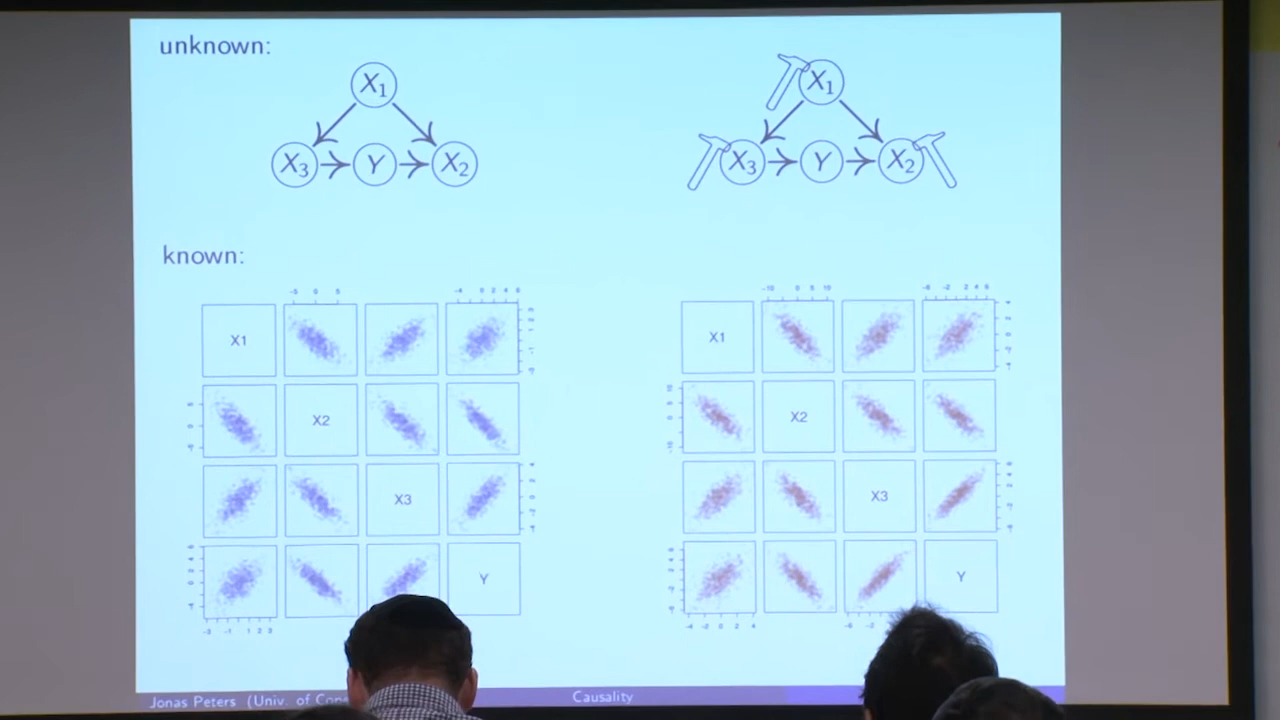 unknown:
X1
X3 Y X2
X1
X3 Y X2
known:
X1
X2
X3
Y
X1
X2
X3
Y
Jonas Peters (Univ. of
Causality